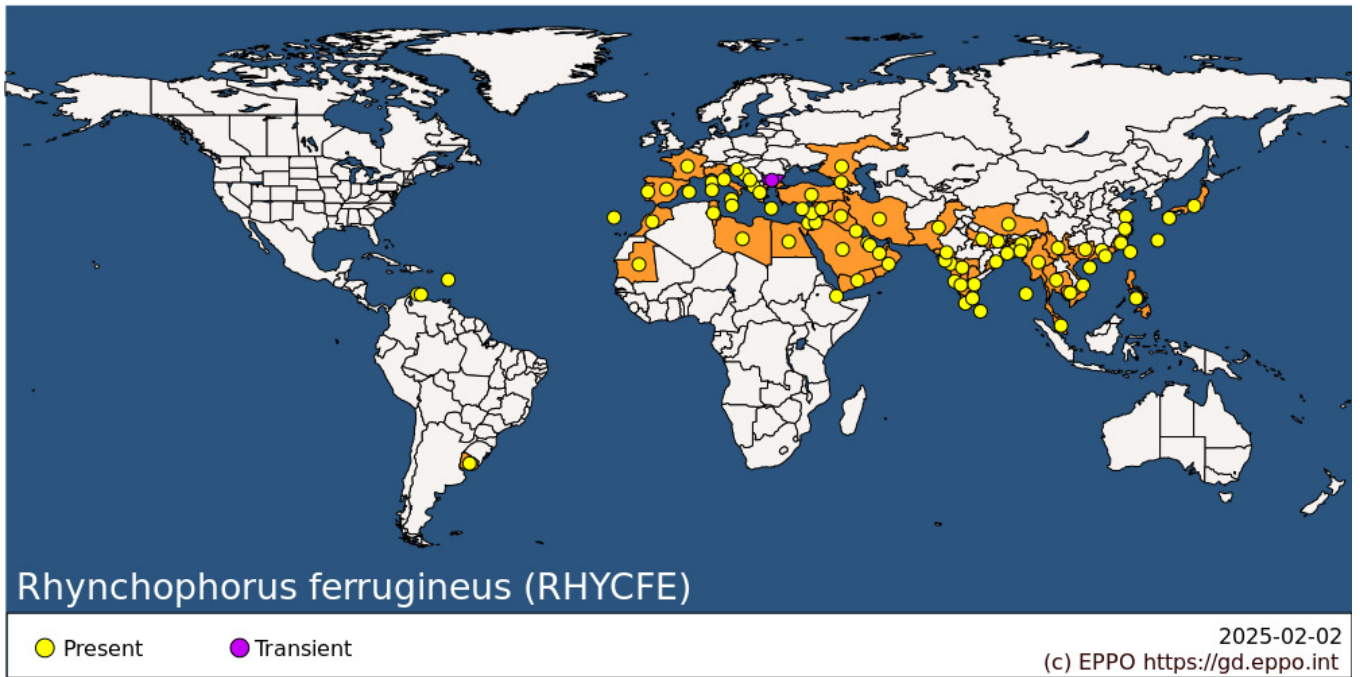 Rhynchophorus ferrugineus (RHYCFE)
Present
Transient
2025-02-02
(c) EPPO https://gd.eppo.int